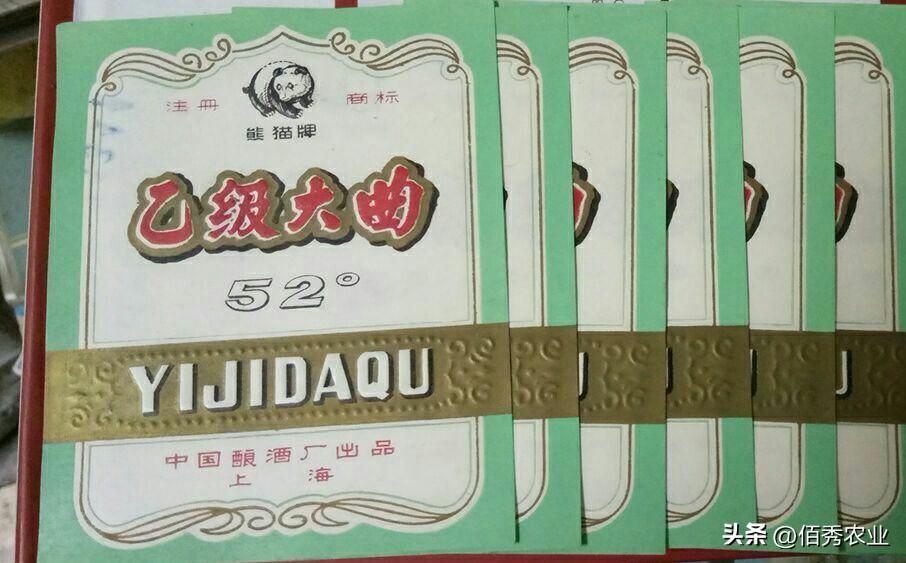 注册 商标
熊猫牌
乙级大曲
52°
YIJIDAQU
中国酿酒厂出品
上 海
头条 @佰秀农业